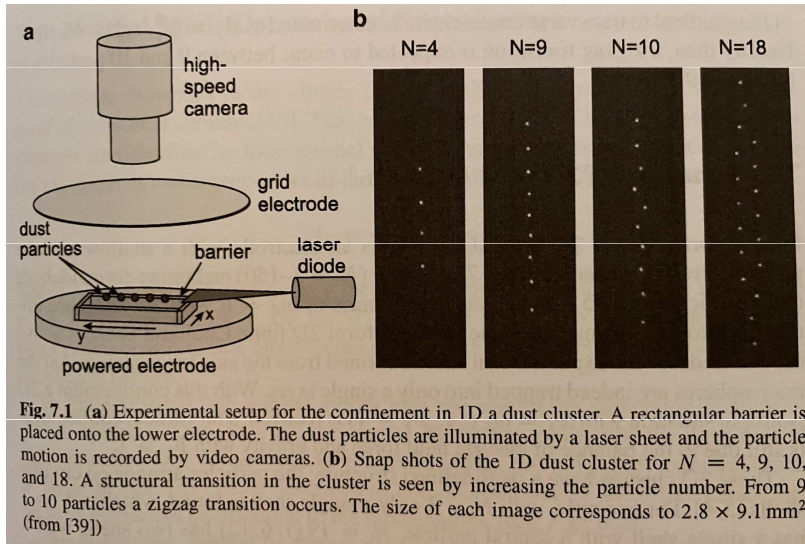 a
b
high-
speed
camera
grid
electrode
dust
particles
barrier
laser
diode
x
y
powered electrode
N=4
N=9
N=10
N=18
Fig. 7.1 (a) Experimental setup for the confinement in 1D a dust cluster. A rectangular barrier is
placed onto the lower electrode. The dust particles are illuminated by a laser sheet and the particle
motion is recorded by video cameras. (b) Snap shots of the 1D dust cluster for N = 4, 9, 10,
and 18. A structural transition in the cluster is seen by increasing the particle number. From 9
to 10 particles a zigzag transition occurs. The size of each image corresponds to 2.8 × 9.1 mm²
(from [39])